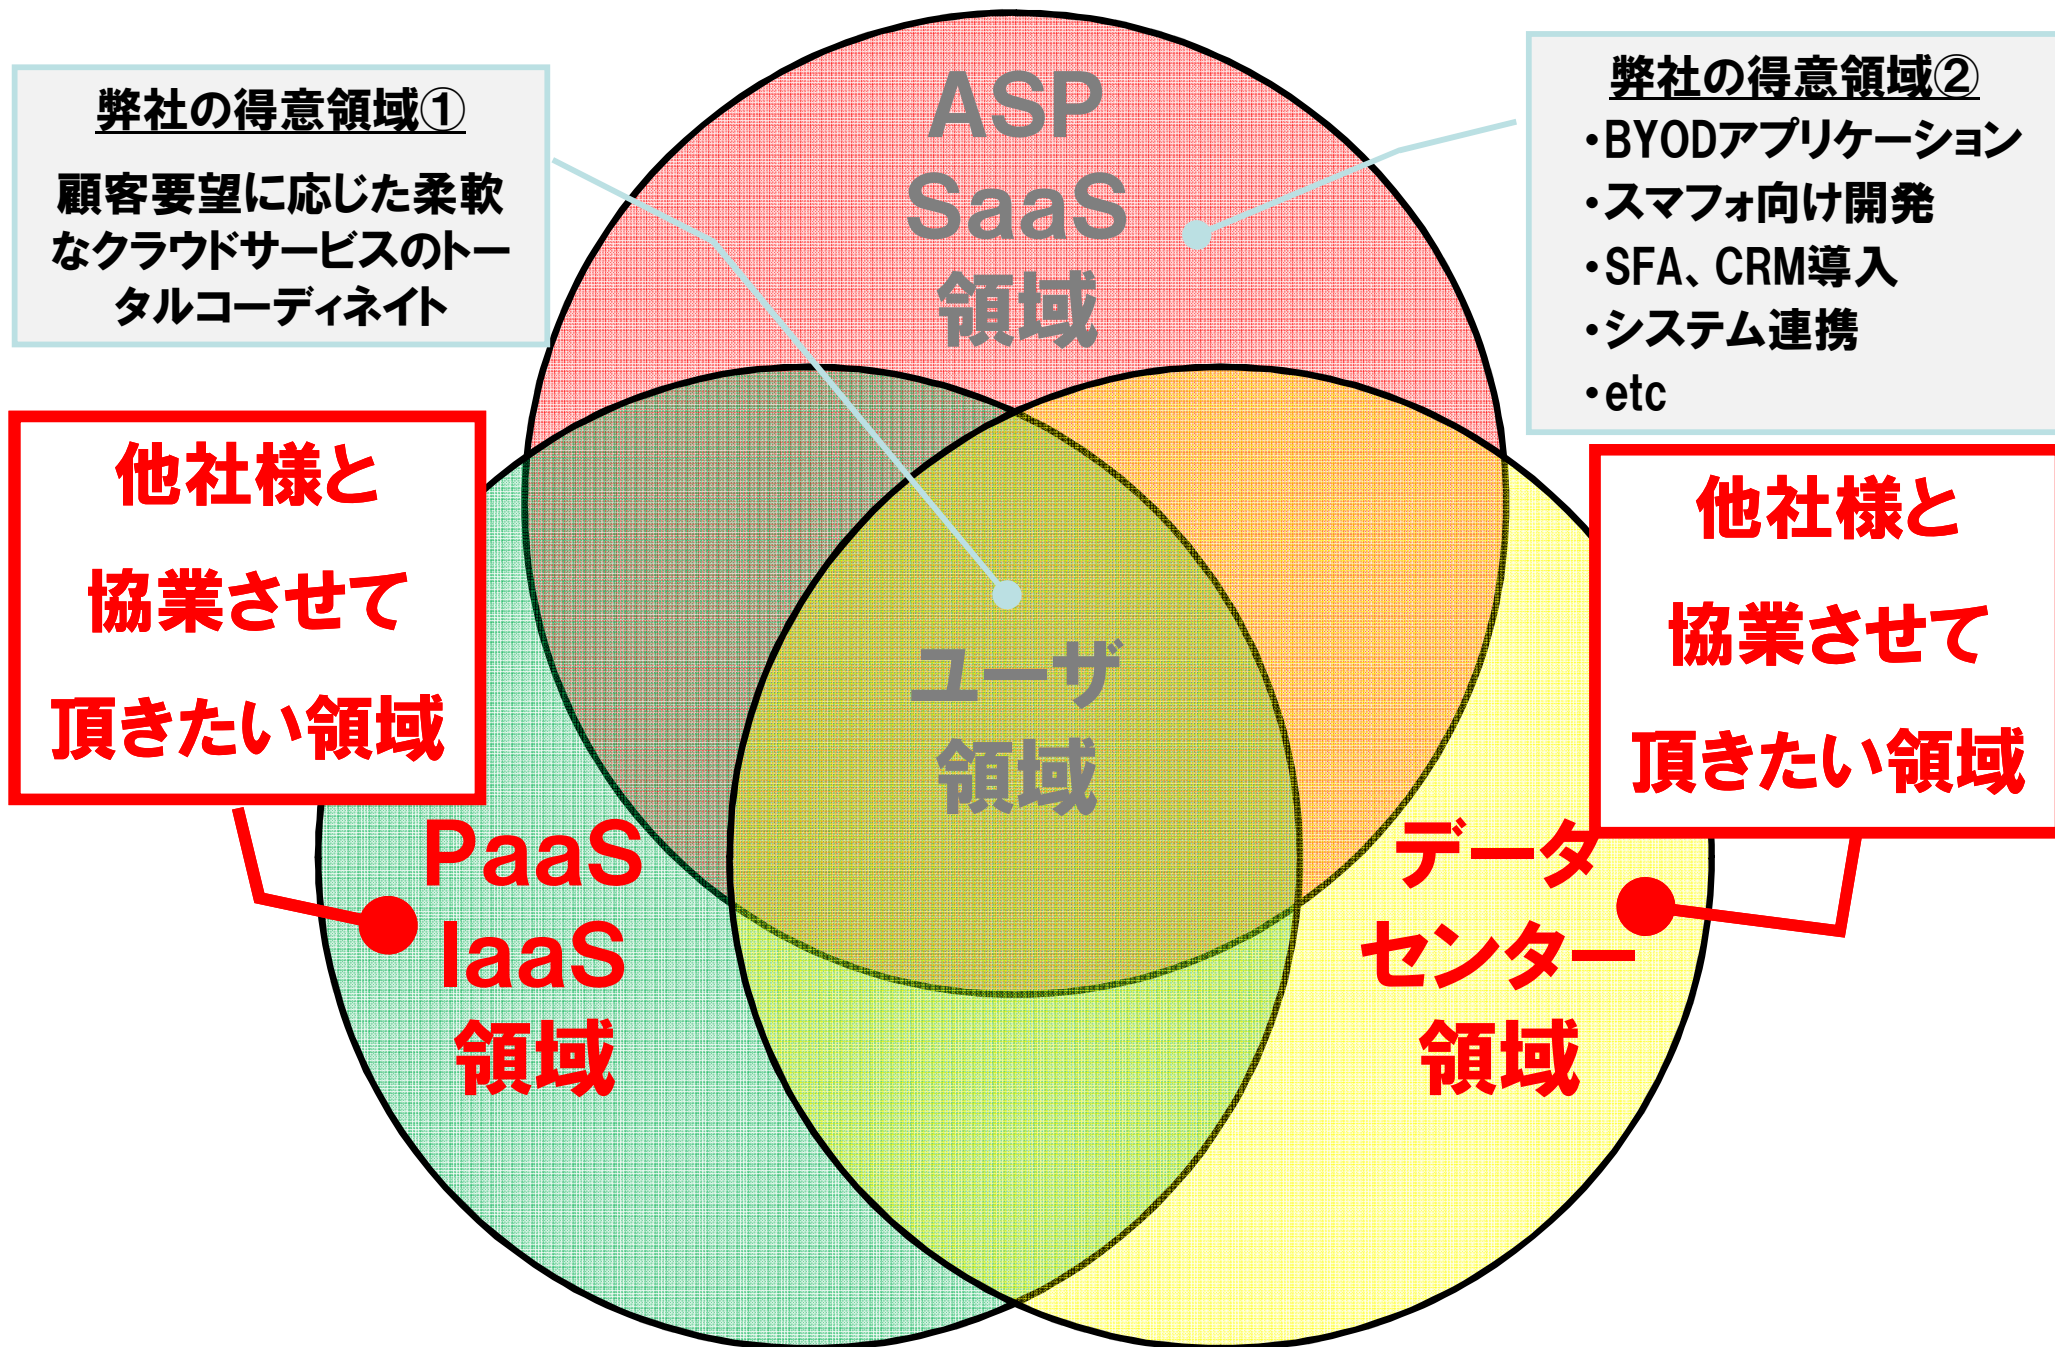 弊社の得意領域①
顧客要望に応じた柔軟
なクラウドサービスのトー
タルコーディネイト
ASP
SaaS
領域
弊社の得意領域②
・BYODアプリケーション
・スマフォ向け開発
・SFA、CRM導入
・システム連携
・etc
他社様と
協業させて
頂きたい領域
他社様と
協業させて
頂きたい領域
ユーザ
領域
PaaS
IaaS
領域
データ
センター
領域